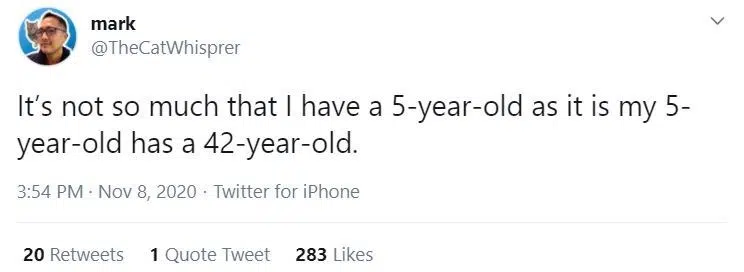 mark
@TheCatWhisprer
It's not so much that I have a 5-year-old as it is my 5-
year-old has a 42-year-old.
3:54 PM · Nov 8, 2020 · Twitter for iPhone
20 Retweets 1 Quote Tweet 283 Likes